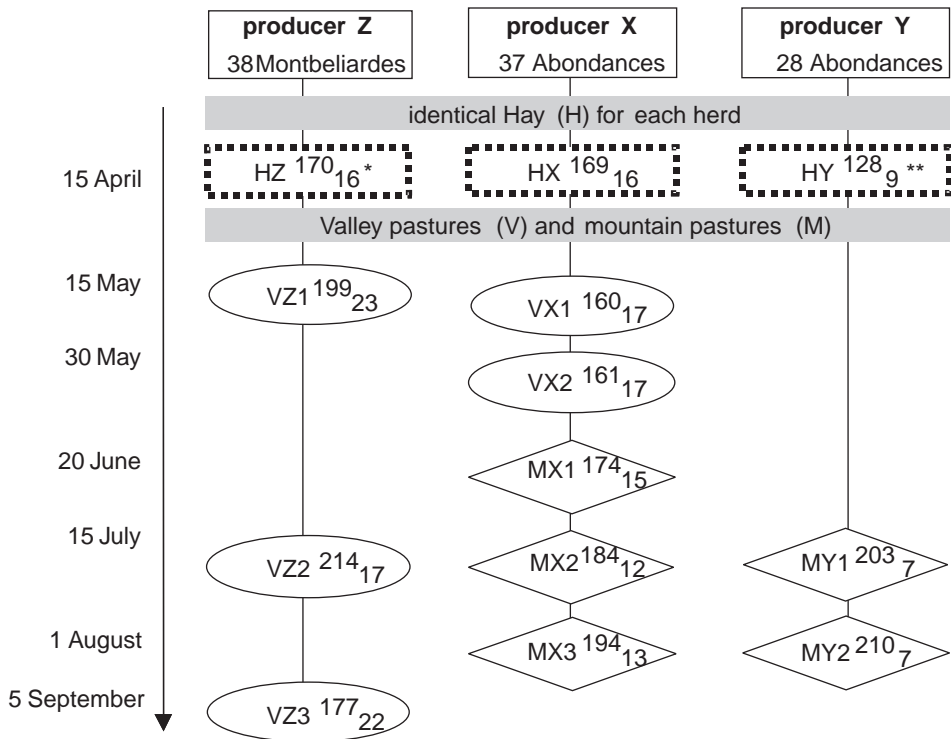 producer Z producer X producer Y
38 Montbeliardes 37 Abondances 28 Abondances
identical Hay (H) for each herd
15 April HZ 170 16 * HX 169 16 HY 128 9 **
Valley pastures (V) and mountain pastures (M)
15 May VZ1 199 23 VX1 160 17
30 May VX2 161 17
20 June MX1 174 15
15 July VZ2 214 17 MX2 184 12 MY1 203 7
1 August MX3 194 13 MY2 210 7
5 September VZ3 177 22